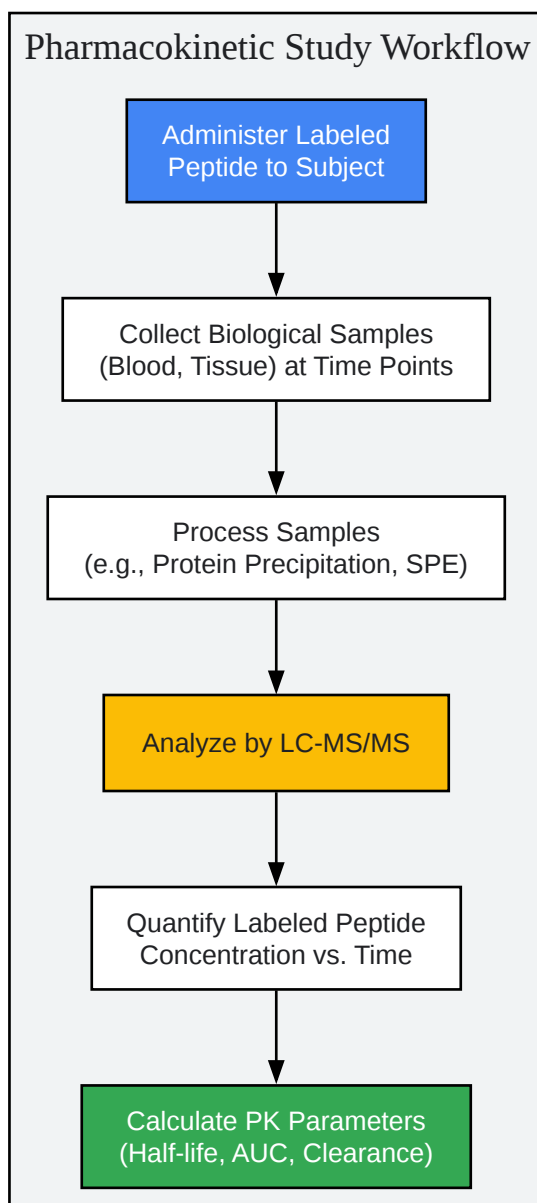 Pharmacokinetic Study Workflow
Administer Labeled
Peptide to Subject
Collect Biological Samples
(Blood, Tissue) at Time Points
Process Samples
(e.g., Protein Precipitation, SPE)
Analyze by LC-MS/MS
Quantify Labeled Peptide
Concentration vs. Time
Calculate PK Parameters
(Half-life, AUC, Clearance)